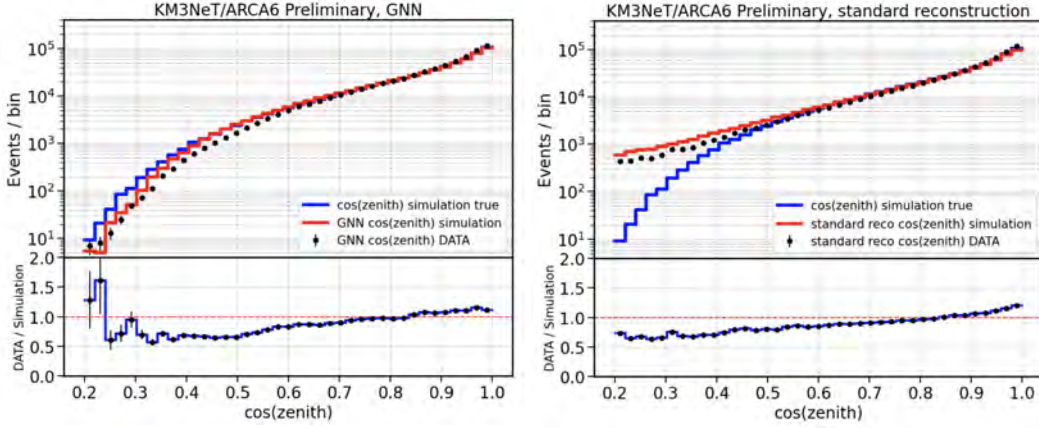 KM3NeT/ARCA6 Preliminary, GNN
Events / bin
10⁵
10⁴
10³
10²
10¹
cos(zenith) simulation true
GNN cos(zenith) simulation
GNN cos(zenith) DATA
DATA / Simulation
2.0
1.5
1.0
0.5
0.0
0.2 0.3 0.4 0.5 0.6 0.7 0.8 0.9 1.0
cos(zenith)
KM3NeT/ARCA6 Preliminary, standard reconstruction
Events / bin
10⁵
10⁴
10³
10²
10¹
cos(zenith) simulation true
standard reco cos(zenith) simulation
standard reco cos(zenith) DATA
DATA / Simulation
2.0
1.5
1.0
0.5
0.0
0.2 0.3 0.4 0.5 0.6 0.7 0.8 0.9 1.0
cos(zenith)